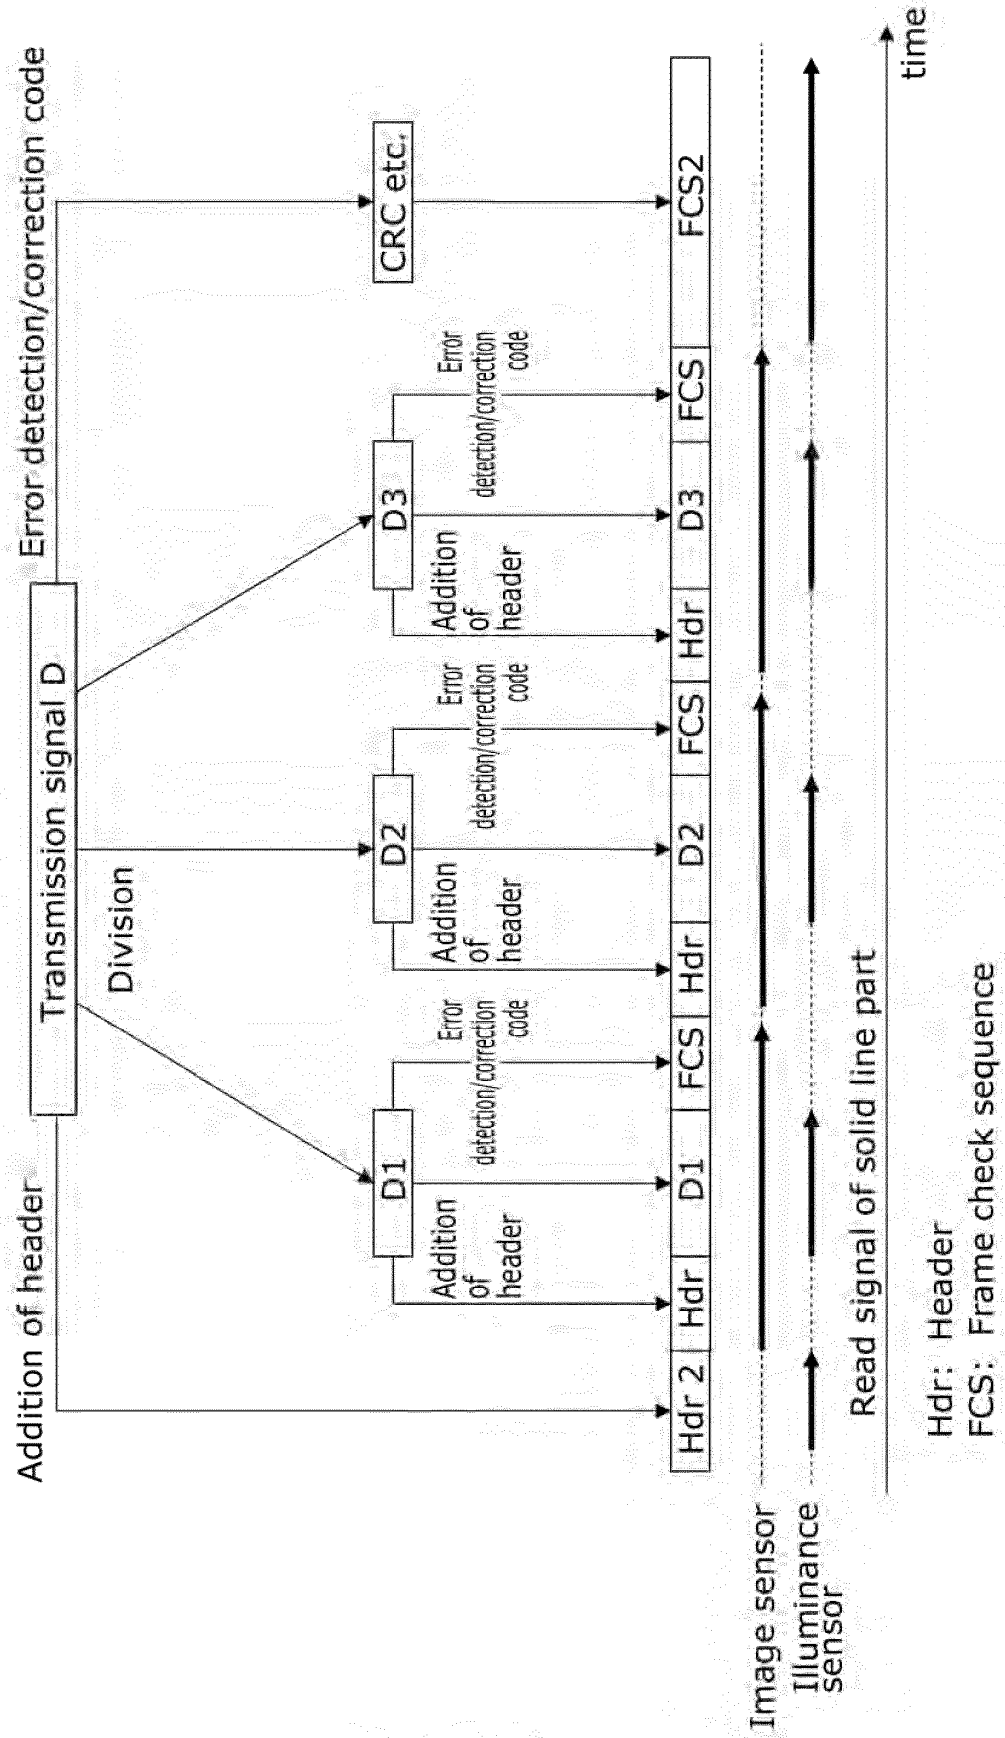 Addition of header
Transmission signal D
Error detection/correction code
Division
D1
D2
D3
CRC etc.
Addition
of
header
Error
detection/correction
code
Addition
of
header
Error
detection/correction
code
Addition
of
header
Error
detection/correction
code
Hdr 2 Hdr D1 FCS Hdr D2 FCS Hdr D3 FCS FCS2
Image sensor
Illuminance
sensor
Read signal of solid line part
time
Hdr: Header
FCS: Frame check sequence